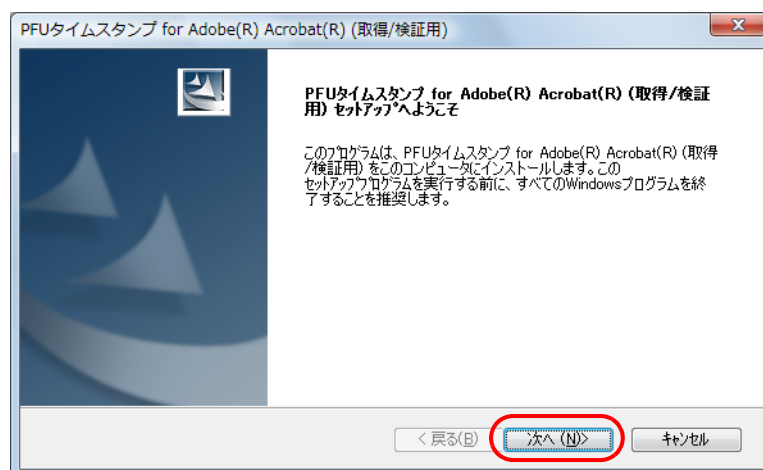 PFUタイムスタンプ for Adobe(R) Acrobat(R) (取得/検証用)
PFUタイムスタンプ for Adobe(R) Acrobat(R) (取得/検証
用) セットアップへようこそ
このプログラムは、PFUタイムスタンプ for Adobe(R) Acrobat(R) (取得
/検証用) をこのコンピュータにインストールします。この
セットアップ プログラムを実行する前に、すべてのWindowsプログラムを終
了することを推奨します。
< 戻る(B)
次へ (N)>
キャンセル